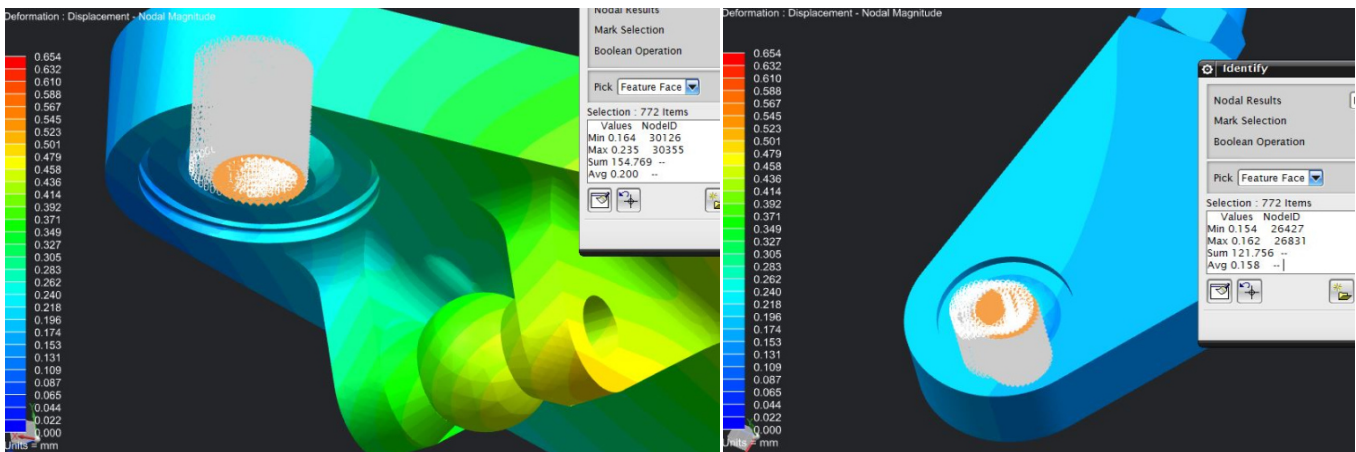 Deformation : Displacement - Nodal Magnitude
0.654
0.632
0.610
0.588
0.567
0.545
0.523
0.501
0.479
0.458
0.436
0.414
0.392
0.371
0.349
0.327
0.305
0.283
0.262
0.240
0.218
0.196
0.174
0.153
0.131
0.109
0.087
0.065
0.044
0.022
0.000
Units = mm
Nodal Results
Mark Selection
Boolean Operation
Pick Feature Face
Selection : 772 Items
Values NodeID
Min 0.164 30126
Max 0.235 30355
Sum 154.769 --
Avg 0.200 --
Deformation : Displacement - Nodal Magnitude
0.654
0.632
0.610
0.588
0.567
0.545
0.523
0.501
0.479
0.458
0.436
0.414
0.392
0.371
0.349
0.327
0.305
0.283
0.262
0.240
0.218
0.196
0.174
0.153
0.131
0.109
0.087
0.065
0.044
0.022
0.000
Units = mm
Identify
Nodal Results
Mark Selection
Boolean Operation
Pick Feature Face
Selection : 772 Items
Values NodeID
Min 0.154 26427
Max 0.162 26831
Sum 121.756 --
Avg 0.158 --